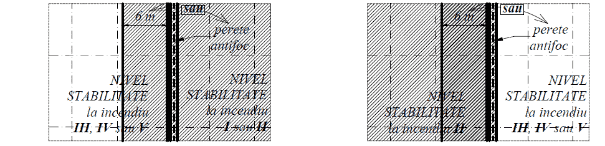 sau
6 m
perete
antifoc
NIVEL
STABILITATE
la incendiu
III, IV sau V
NIVEL
STABILITATE
la incendiu
I sau II
sau
6 m
perete
antifoc
NIVEL
STABILITATE
la incendiu II
NIVEL
STABILITATE
la incendiu
III, IV sau V